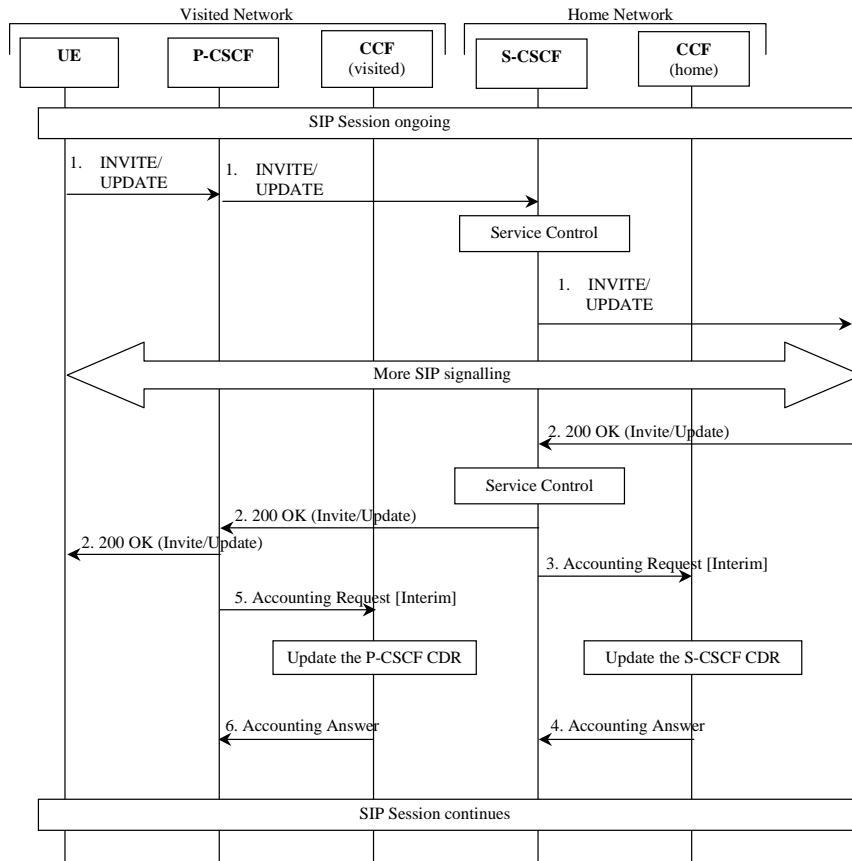 Visited Network
Home Network
UE
P-CSCF
CCF
(visited)
S-CSCF
CCF
(home)
SIP Session ongoing
1. INVITE/
UPDATE
1. INVITE/
UPDATE
Service Control
1. INVITE/
UPDATE
More SIP signalling
2. 200 OK (Invite/Update)
Service Control
2. 200 OK (Invite/Update)
2. 200 OK (Invite/Update)
3. Accounting Request [Interim]
5. Accounting Request [Interim]
Update the P-CSCF CDR
Update the S-CSCF CDR
6. Accounting Answer
4. Accounting Answer
SIP Session continues